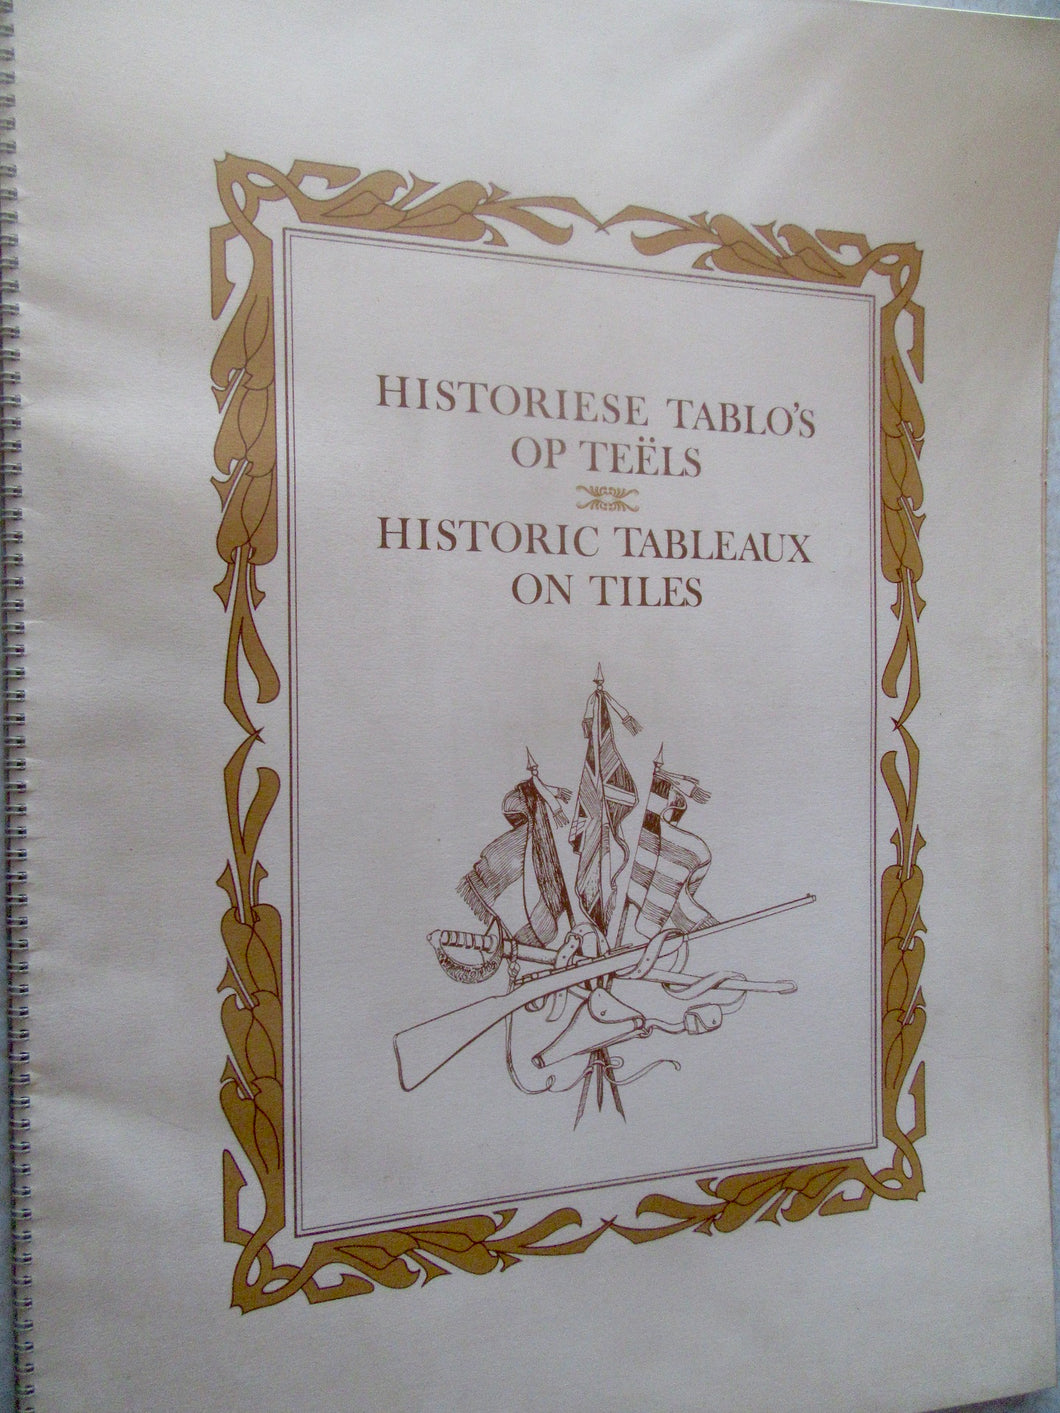 HISTORIESE TABLO'S
OP TEËLS
HISTORIC TABLEAUX
ON TILES